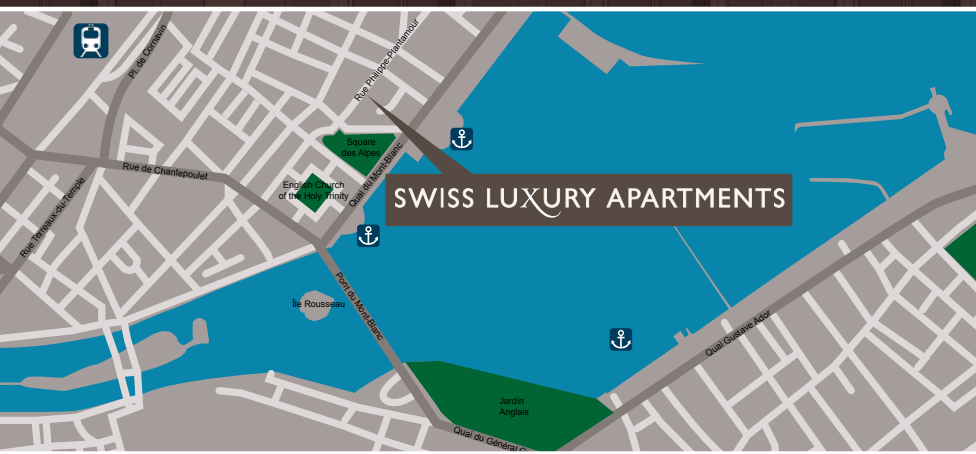 Pl. de Cornavin
Rue Philippe-Plantamour
Square
des Alpes
Rue de Chantepoulet
Quai du Mont-Blanc
English Church
of the Holy Trinity
SWISS LUXURY APARTMENTS
Rue Terreaux-du-Temple
Île Rousseau
Pont du Mont-Blanc
Quai Gustave Ador
Jardin
Anglais
Quai du Général